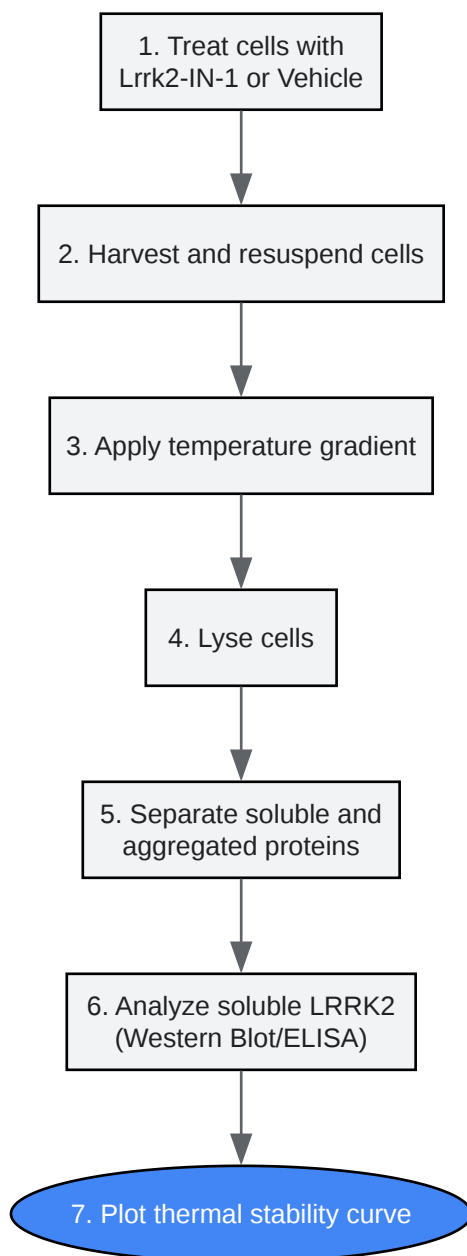 1. Treat cells with
Lrrk2-IN-1 or Vehicle
2. Harvest and resuspend cells
3. Apply temperature gradient
4. Lyse cells
5. Separate soluble and
aggregated proteins
6. Analyze soluble LRRK2
(Western Blot/ELISA)
7. Plot thermal stability curve